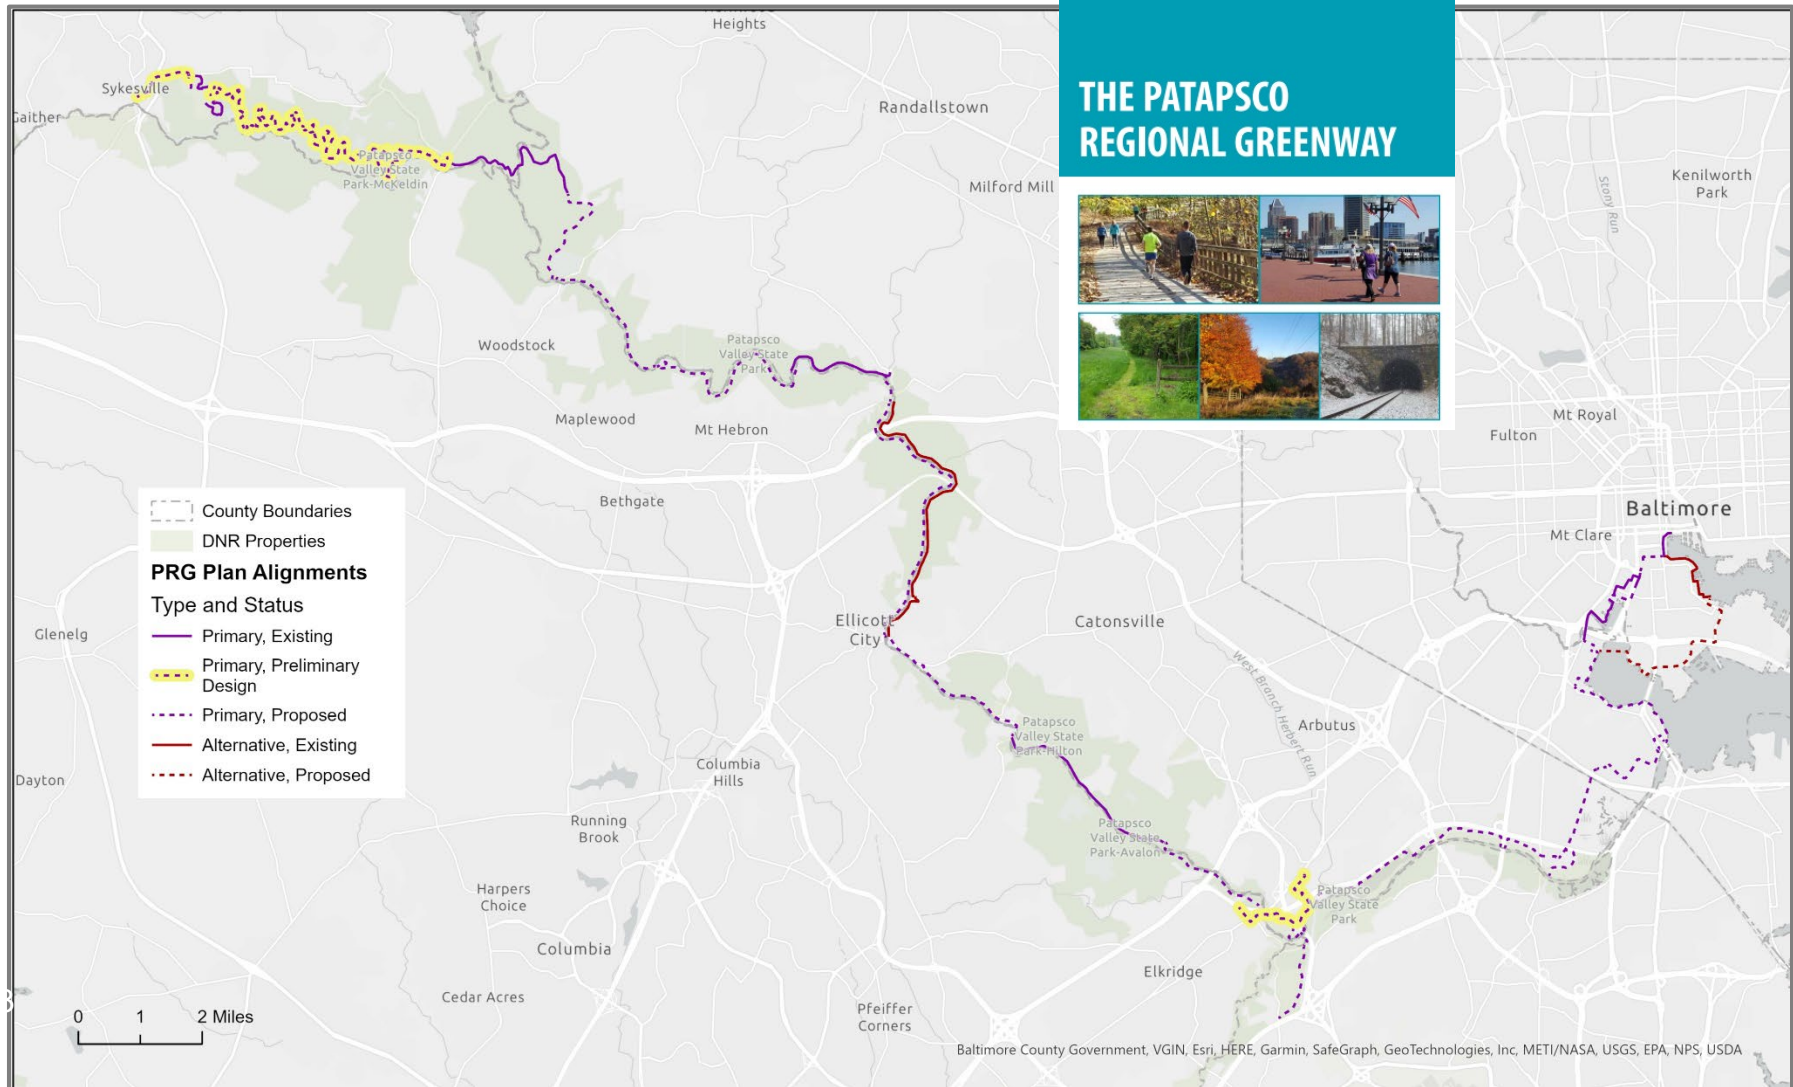 Heights
THE PATAPSCO
REGIONAL GREENWAY
Sykesville
Gaither
Randallstown
Patapsco
Valley State
Park-McKeldin
Milford Mill
Kenilworth
Park
Stony Run
Woodstock
Patapsco
Valley State
Park
Maplewood
Mt Hebron
Mt Royal
Fulton
Bethgate
Baltimore
Mt Clare
County Boundaries
DNR Properties
PRG Plan Alignments
Type and Status
Primary, Existing
Primary, Preliminary
Design
Primary, Proposed
Alternative, Existing
Alternative, Proposed
Glenelg
Ellicott
City
Catonsville
West Branch Herbert Run
Arbutus
Patapsco
Valley State
Park-Hilton
Dayton
Columbia
Hills
Running
Brook
Patapsco
Valley State
Park-Avalon
Harpers
Choice
Patapsco
Valley State
Park
Columbia
Elkridge
Cedar Acres
Pfeiffer
Corners
0 1 2 Miles
Baltimore County Government, VGIN, Esri, HERE, Garmin, SafeGraph, GeoTechnologies, Inc, METI/NASA, USGS, EPA, NPS, USDA